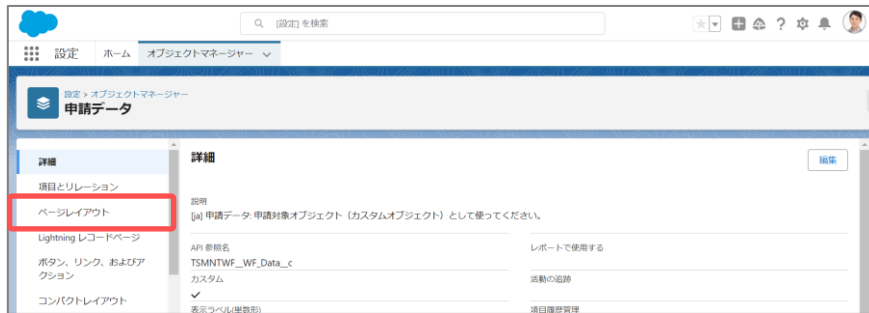 [設定] を検索
設定
ホーム
オブジェクトマネージャー
設定 > オブジェクトマネージャー
申請データ
詳細
項目とリレーション
ページレイアウト
Lightning レコードページ
ボタン、リンク、およびア
クション
コンパクトレイアウト
詳細
編集
説明
[ja] 申請データ: 申請対象オブジェクト（カスタムオブジェクト）として使ってください。
API 参照名
TSMNTWF__WF_Data__c
カスタム
表示ラベル(単数形)
レポートで使用する
活動の追跡
項目履歴管理